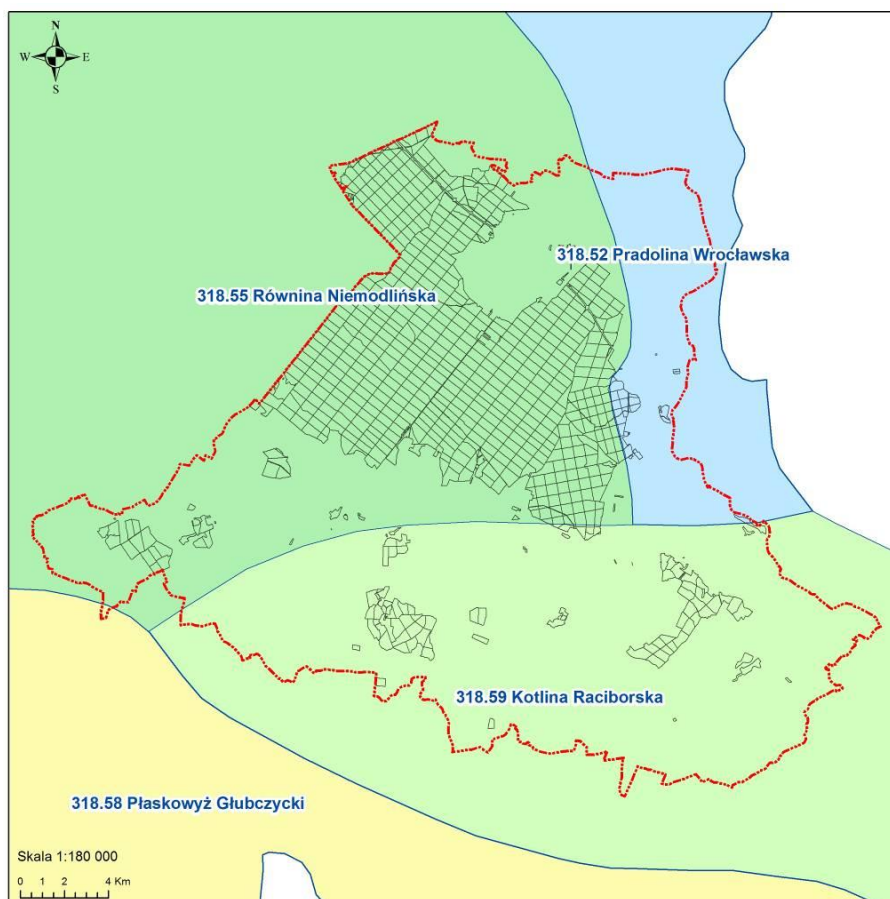 N
W E
S
318.52 Pradolina Wrocławska
318.55 Równina Niemodlińska
318.59 Kotlina Raciborska
318.58 Płaskowyż Głubczycki
Skala 1:180 000
0 1 2 4 Km